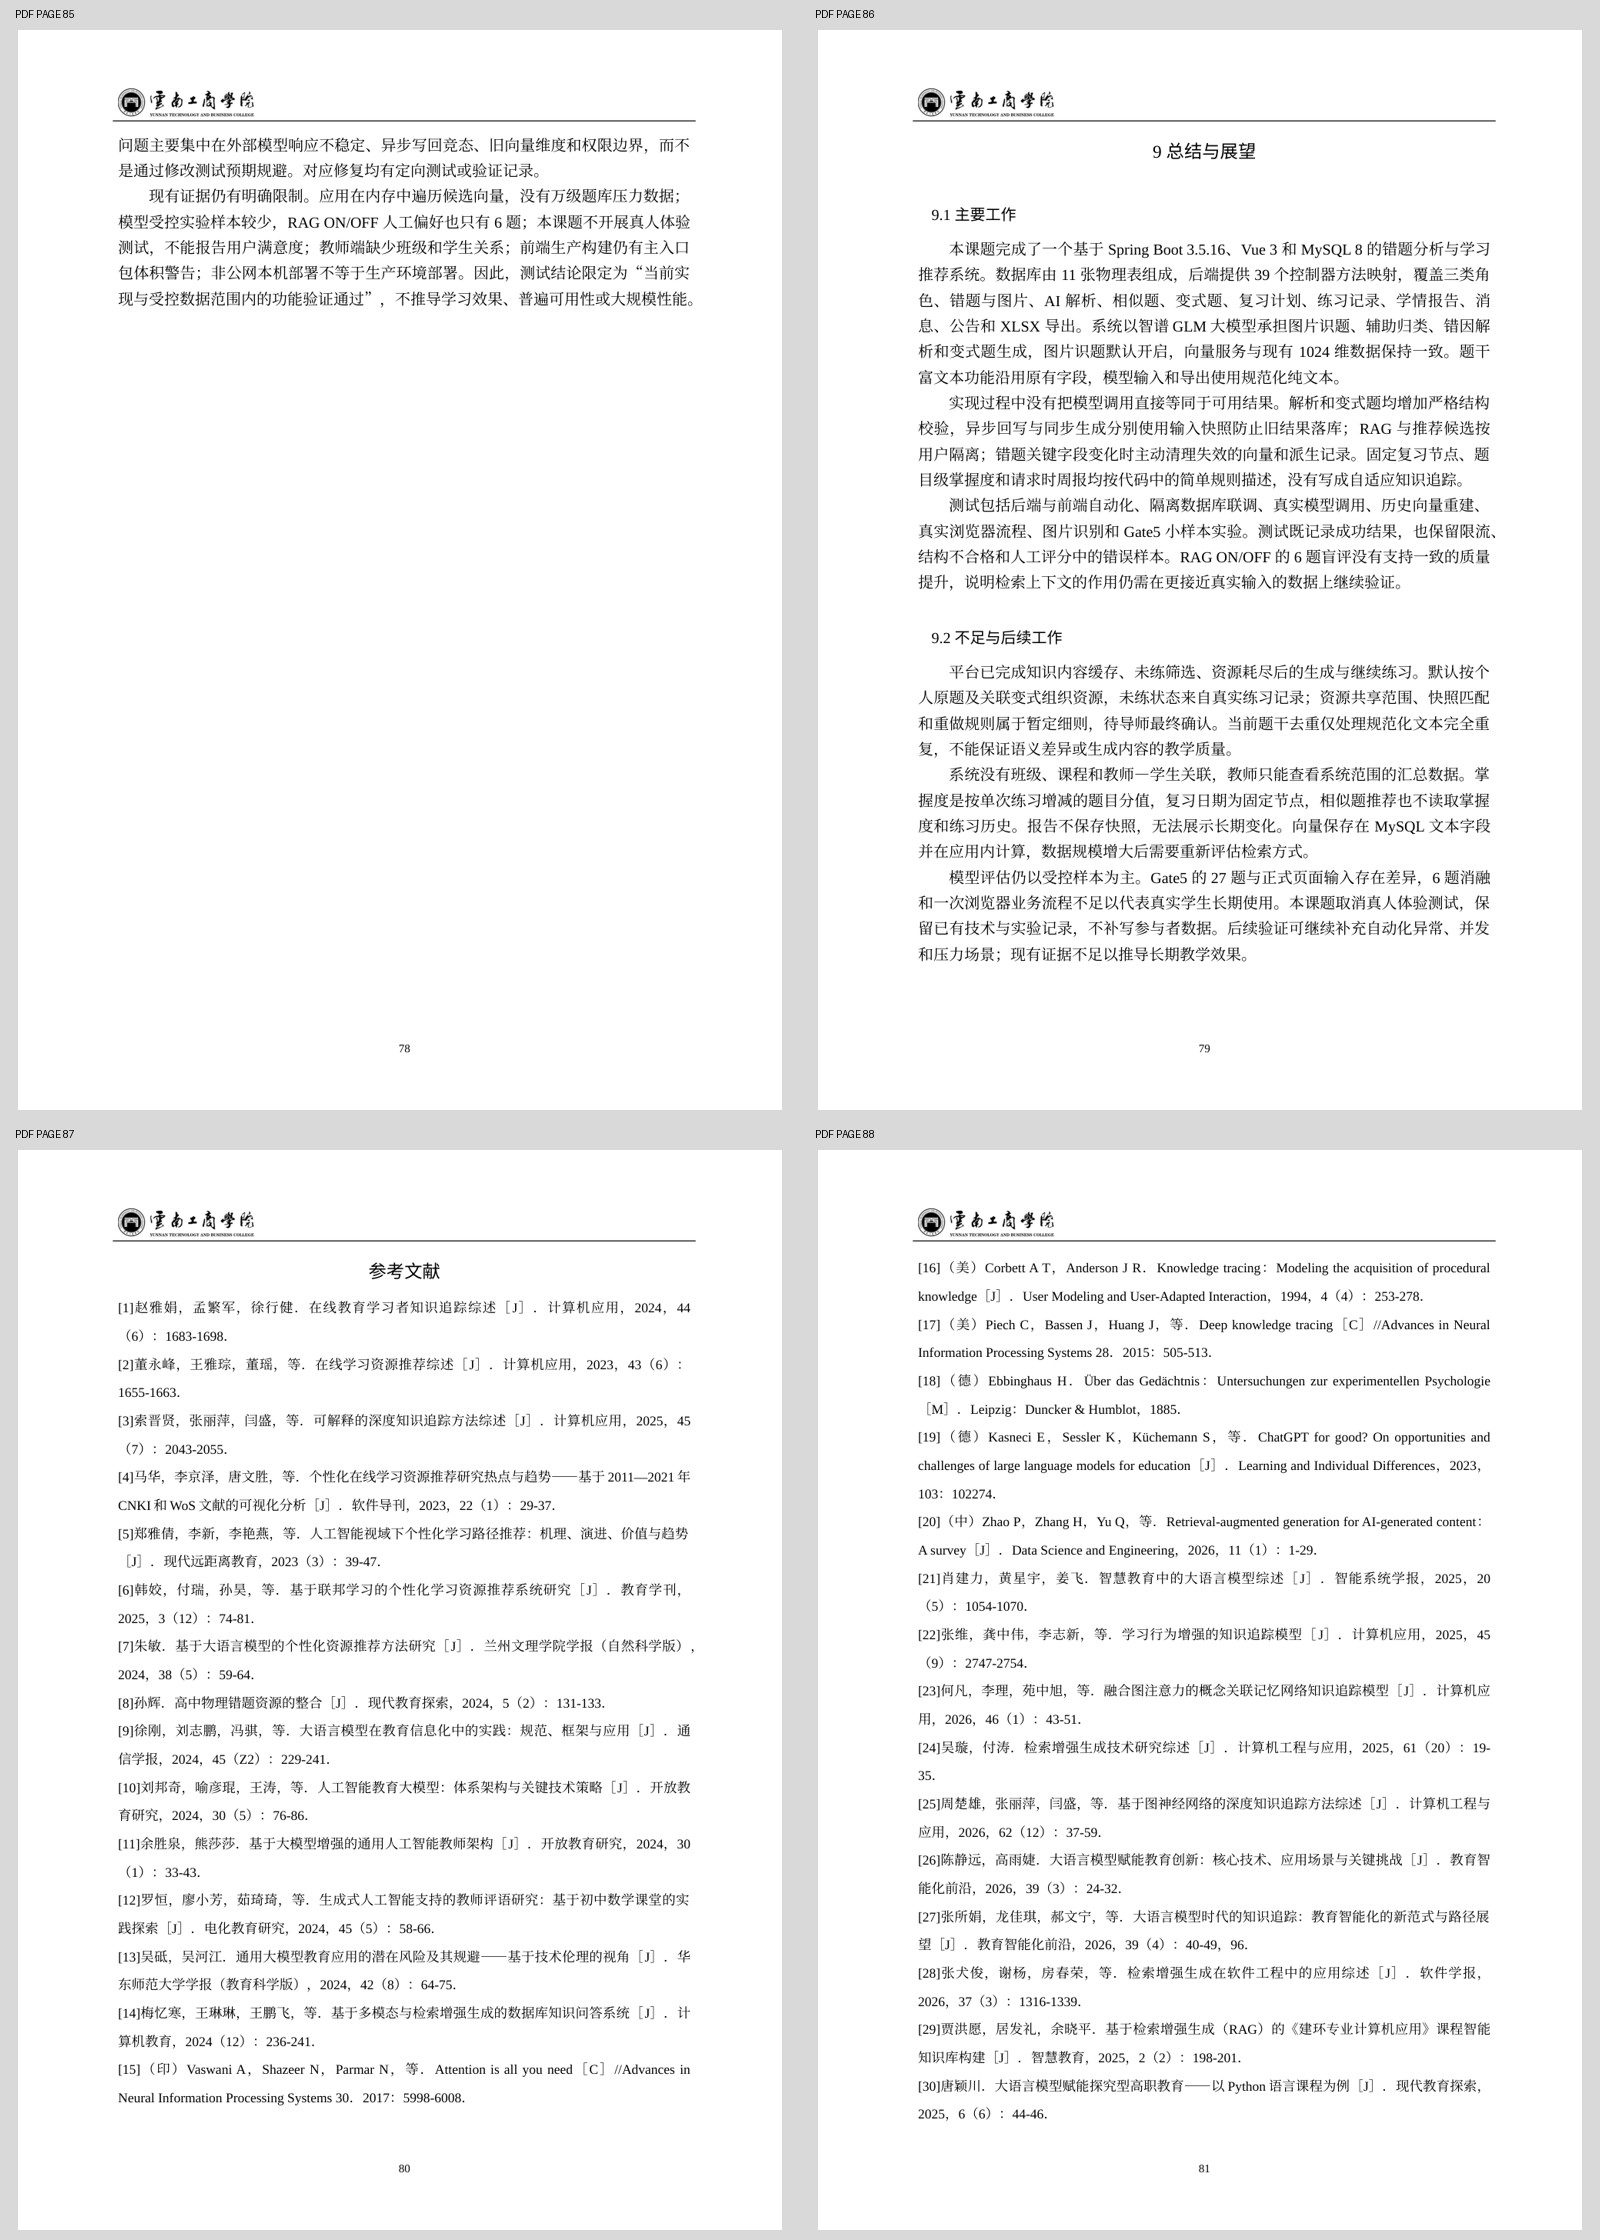 PDF PAGE 85
雲南工商學院
YUNNAN TECHNOLOGY AND BUSINESS COLLEGE
问题主要集中在外部模型响应不稳定、异步写回竞态、旧向量维度和权限边界，而不
是通过修改测试预期规避。对应修复均有定向测试或验证记录。
现有证据仍有明确限制。应用在内存中遍历候选向量，没有万级题库压力数据；
模型受控实验样本较少，RAG ON/OFF 人工偏好也只有 6 题；本课题不开展真人体验
测试，不能报告用户满意度；教师端缺少班级和学生关系；前端生产构建仍有主入口
包体积警告；非公网本机部署不等于生产环境部署。因此，测试结论限定为“当前实
现与受控数据范围内的功能验证通过”，不推导学习效果、普遍可用性或大规模性能。
78
PDF PAGE 86
雲南工商學院
YUNNAN TECHNOLOGY AND BUSINESS COLLEGE
9 总结与展望
9.1 主要工作
本课题完成了一个基于 Spring Boot 3.5.16、Vue 3 和 MySQL 8 的错题分析与学习
推荐系统。数据库由 11 张物理表组成，后端提供 39 个控制器方法映射，覆盖三类角
色、错题与图片、AI 解析、相似题、变式题、复习计划、练习记录、学情报告、消
息、公告和 XLSX 导出。系统以智谱 GLM 大模型承担图片识题、辅助归类、错因解
析和变式题生成，图片识题默认开启，向量服务与现有 1024 维数据保持一致。题干
富文本功能沿用原有字段，模型输入和导出使用规范化纯文本。
实现过程中没有把模型调用直接等同于可用结果。解析和变式题均增加严格结构
校验，异步回写与同步生成分别使用输入快照防止旧结果落库；RAG 与推荐候选按
用户隔离；错题关键字段变化时主动清理失效的向量和派生记录。固定复习节点、题
目级掌握度和请求时周报均按代码中的简单规则描述，没有写成自适应知识追踪。
测试包括后端与前端自动化、隔离数据库联调、真实模型调用、历史向量重建、
真实浏览器流程、图片识别和 Gate5 小样本实验。测试既记录成功结果，也保留限流、
结构不合格和人工评分中的错误样本。RAG ON/OFF 的 6 题盲评没有支持一致的质量
提升，说明检索上下文的作用仍需在更接近真实输入的数据上继续验证。
9.2 不足与后续工作
平台已完成知识内容缓存、未练筛选、资源耗尽后的生成与继续练习。默认按个
人原题及关联变式组织资源，未练状态来自真实练习记录；资源共享范围、快照匹配
和重做规则属于暂定细则，待导师最终确认。当前题干去重仅处理规范化文本完全重
复，不能保证语义差异或生成内容的教学质量。
系统没有班级、课程和教师—学生关联，教师只能查看系统范围的汇总数据。掌
握度是按单次练习增减的题目分值，复习日期为固定节点，相似题推荐也不读取掌握
度和练习历史。报告不保存快照，无法展示长期变化。向量保存在 MySQL 文本字段
并在应用内计算，数据规模增大后需要重新评估检索方式。
模型评估仍以受控样本为主。Gate5 的 27 题与正式页面输入存在差异，6 题消融
和一次浏览器业务流程不足以代表真实学生长期使用。本课题取消真人体验测试，保
留已有技术与实验记录，不补写参与者数据。后续验证可继续补充自动化异常、并发
和压力场景；现有证据不足以推导长期教学效果。
79
PDF PAGE 87
雲南工商學院
YUNNAN TECHNOLOGY AND BUSINESS COLLEGE
参考文献
[1]赵雅娟，孟繁军，徐行健．在线教育学习者知识追踪综述［J］．计算机应用，2024，44
（6）：1683-1698.
[2]董永峰，王雅琮，董瑶，等．在线学习资源推荐综述［J］．计算机应用，2023，43（6）：
1655-1663.
[3]索晋贤，张丽萍，闫盛，等．可解释的深度知识追踪方法综述［J］．计算机应用，2025，45
（7）：2043-2055.
[4]马华，李京泽，唐文胜，等．个性化在线学习资源推荐研究热点与趋势——基于 2011—2021 年
CNKI 和 WoS 文献的可视化分析［J］．软件导刊，2023，22（1）：29-37.
[5]郑雅倩，李新，李艳燕，等．人工智能视域下个性化学习路径推荐：机理、演进、价值与趋势
［J］．现代远距离教育，2023（3）：39-47.
[6]韩姣，付瑞，孙昊，等．基于联邦学习的个性化学习资源推荐系统研究［J］．教育学刊，
2025，3（12）：74-81.
[7]朱敏．基于大语言模型的个性化资源推荐方法研究［J］．兰州文理学院学报（自然科学版），
2024，38（5）：59-64.
[8]孙辉．高中物理错题资源的整合［J］．现代教育探索，2024，5（2）：131-133.
[9]徐刚，刘志鹏，冯骐，等．大语言模型在教育信息化中的实践：规范、框架与应用［J］．通
信学报，2024，45（Z2）：229-241.
[10]刘邦奇，喻彦琨，王涛，等．人工智能教育大模型：体系架构与关键技术策略［J］．开放教
育研究，2024，30（5）：76-86.
[11]余胜泉，熊莎莎．基于大模型增强的通用人工智能教师架构［J］．开放教育研究，2024，30
（1）：33-43.
[12]罗恒，廖小芳，茹琦琦，等．生成式人工智能支持的教师评语研究：基于初中数学课堂的实
践探索［J］．电化教育研究，2024，45（5）：58-66.
[13]吴砥，吴河江．通用大模型教育应用的潜在风险及其规避——基于技术伦理的视角［J］．华
东师范大学学报（教育科学版），2024，42（8）：64-75.
[14]梅忆寒，王琳琳，王鹏飞，等．基于多模态与检索增强生成的数据库知识问答系统［J］．计
算机教育，2024（12）：236-241.
[15]（印）Vaswani A，Shazeer N，Parmar N，等．Attention is all you need［C］//Advances in
Neural Information Processing Systems 30．2017：5998-6008.
80
PDF PAGE 88
雲南工商學院
YUNNAN TECHNOLOGY AND BUSINESS COLLEGE
[16]（美）Corbett A T，Anderson J R．Knowledge tracing：Modeling the acquisition of procedural
knowledge［J］．User Modeling and User-Adapted Interaction，1994，4（4）：253-278.
[17]（美）Piech C，Bassen J，Huang J，等．Deep knowledge tracing［C］//Advances in Neural
Information Processing Systems 28．2015：505-513.
[18]（德）Ebbinghaus H．Über das Gedächtnis：Untersuchungen zur experimentellen Psychologie
［M］．Leipzig：Duncker & Humblot，1885.
[19]（德）Kasneci E，Sessler K，Küchemann S，等．ChatGPT for good? On opportunities and
challenges of large language models for education［J］．Learning and Individual Differences，2023，
103：102274.
[20]（中）Zhao P，Zhang H，Yu Q，等．Retrieval-augmented generation for AI-generated content：
A survey［J］．Data Science and Engineering，2026，11（1）：1-29.
[21]肖建力，黄星宇，姜飞．智慧教育中的大语言模型综述［J］．智能系统学报，2025，20
（5）：1054-1070.
[22]张维，龚中伟，李志新，等．学习行为增强的知识追踪模型［J］．计算机应用，2025，45
（9）：2747-2754.
[23]何凡，李理，苑中旭，等．融合图注意力的概念关联记忆网络知识追踪模型［J］．计算机应
用，2026，46（1）：43-51.
[24]吴璇，付涛．检索增强生成技术研究综述［J］．计算机工程与应用，2025，61（20）：19-
35.
[25]周楚雄，张丽萍，闫盛，等．基于图神经网络的深度知识追踪方法综述［J］．计算机工程与
应用，2026，62（12）：37-59.
[26]陈静远，高雨婕．大语言模型赋能教育创新：核心技术、应用场景与关键挑战［J］．教育智
能化前沿，2026，39（3）：24-32.
[27]张所娟，龙佳琪，郝文宁，等．大语言模型时代的知识追踪：教育智能化的新范式与路径展
望［J］．教育智能化前沿，2026，39（4）：40-49，96.
[28]张犬俊，谢杨，房春荣，等．检索增强生成在软件工程中的应用综述［J］．软件学报，
2026，37（3）：1316-1339.
[29]贾洪愿，居发礼，余晓平．基于检索增强生成（RAG）的《建环专业计算机应用》课程智能
知识库构建［J］．智慧教育，2025，2（2）：198-201.
[30]唐颖川．大语言模型赋能探究型高职教育——以 Python 语言课程为例［J］．现代教育探索，
2025，6（6）：44-46.
81